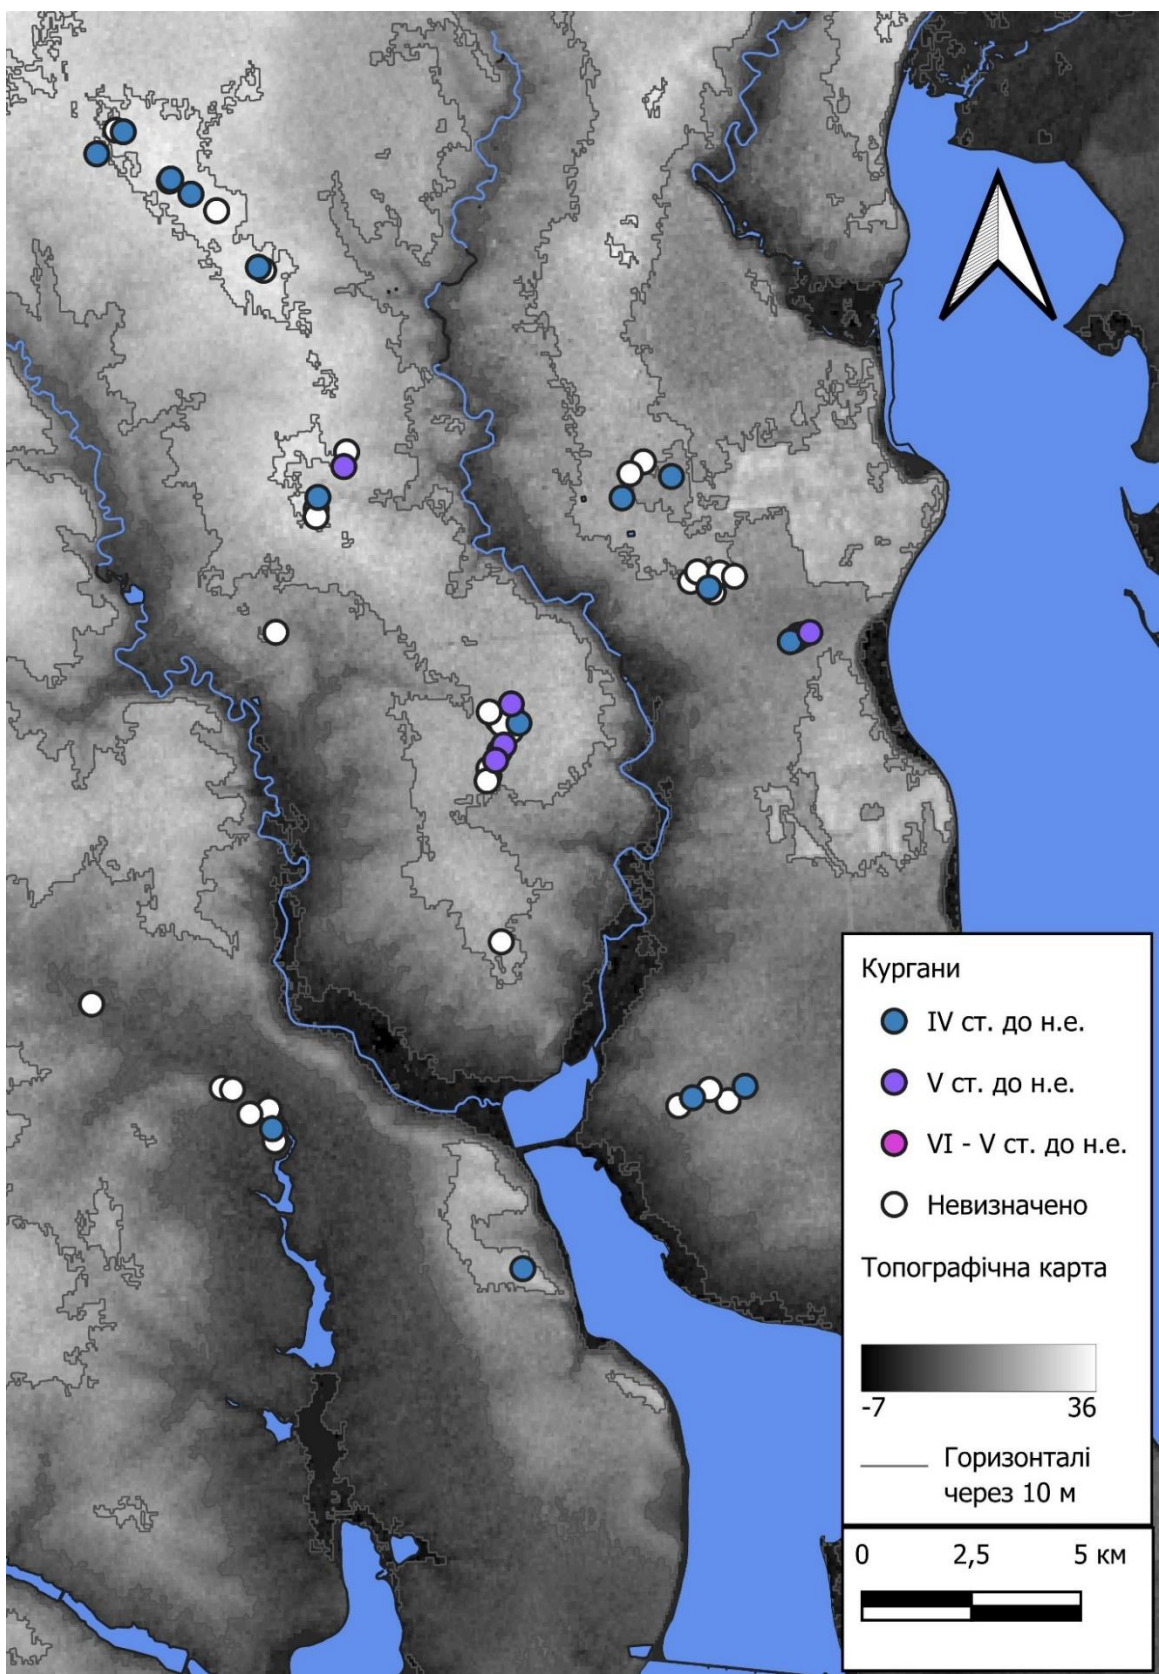 Кургани
IV ст. до н.е.
V ст. до н.е.
VI - V ст. до н.е.
Невизначено
Топографічна карта
-7 36
Горизонталі
через 10 м
0 2,5 5 км